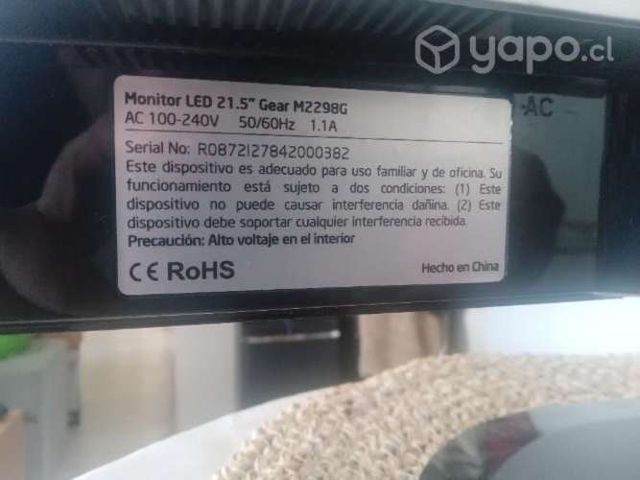 yapo.cl
Monitor LED 21.5" Gear M2298G
AC 100-240V 50/60Hz 1.1A
-AC
Serial No: R0872I27842000382
Este dispositivo es adecuado para uso familiar y de oficina. Su
funcionamiento está sujeto a dos condiciones: (1) Este
dispositivo no puede causar interferencia dañina. (2) Este
dispositivo debe soportar cualquier interferencia recibida.
Precaución: Alto voltaje en el interior
CE RoHS
Hecho en China